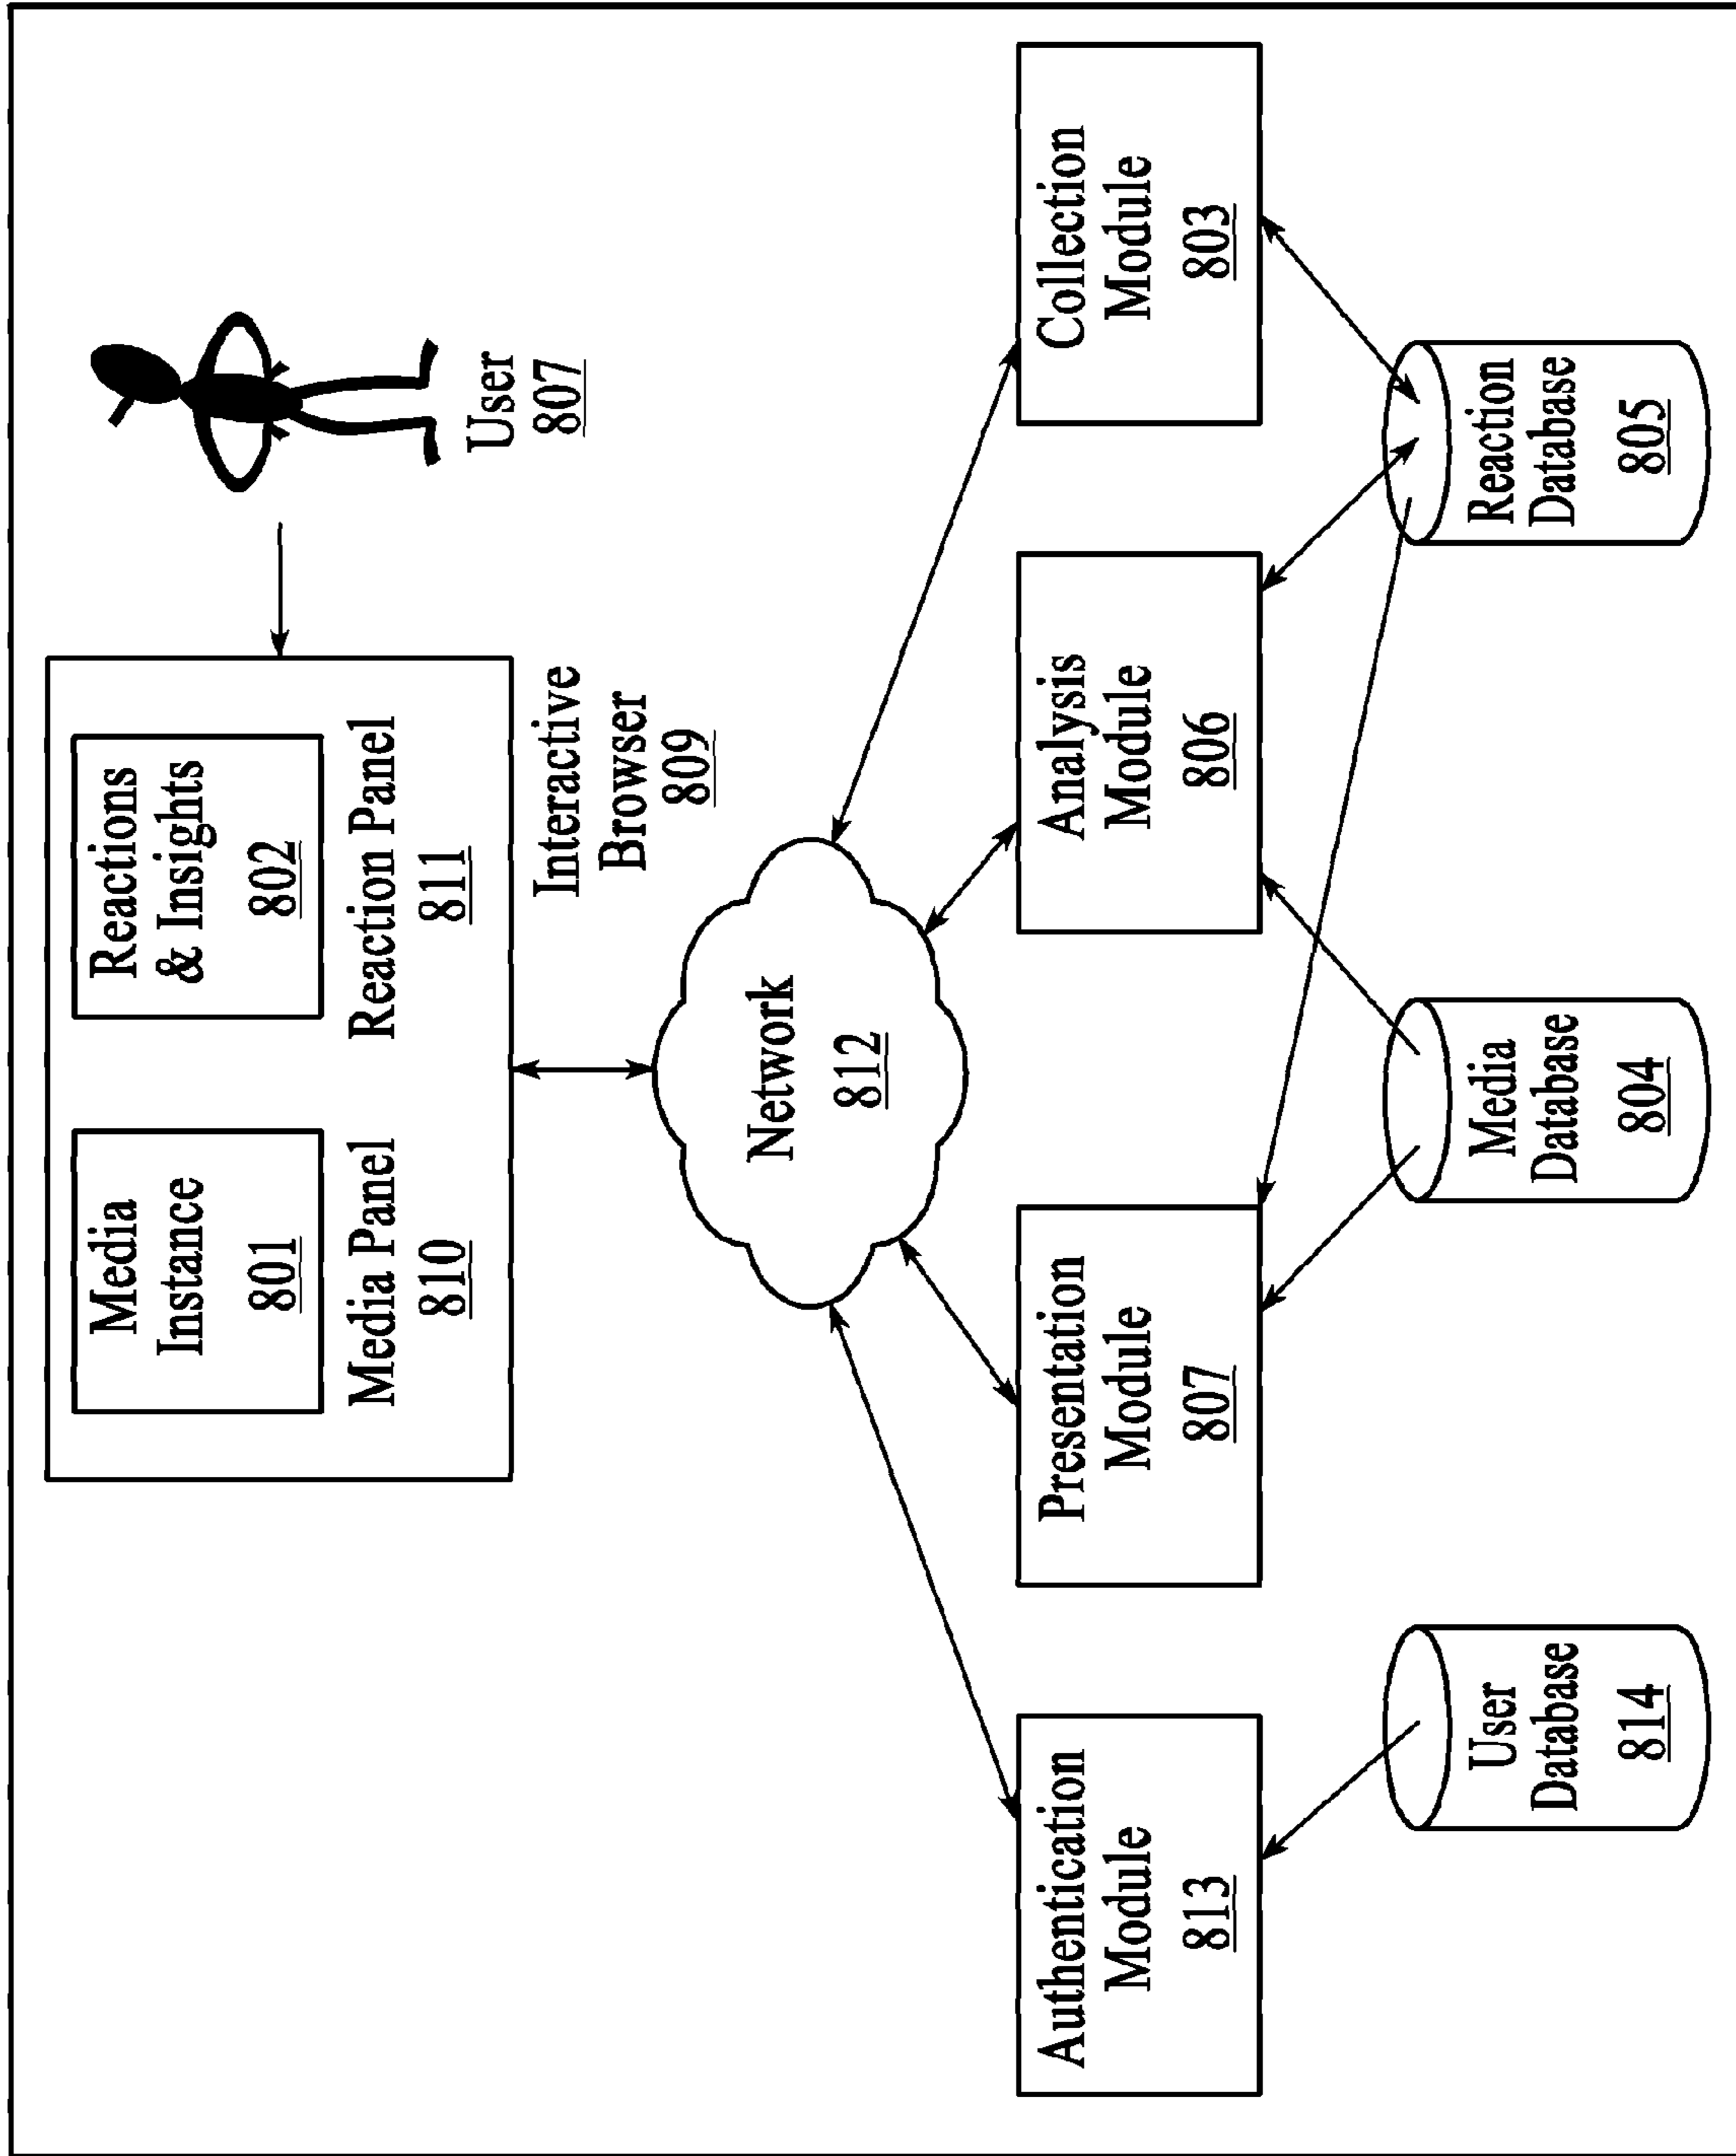 Media
Instance
801
Media Panel
810
Reactions
& Insights
802
Reaction Panel
811
User
807
Interactive
Browser
809
Network
812
Authentication
Module
813
Presentation
Module
807
Analysis
Module
806
Collection
Module
803
User
Database
814
Media
Database
804
Reaction
Database
805